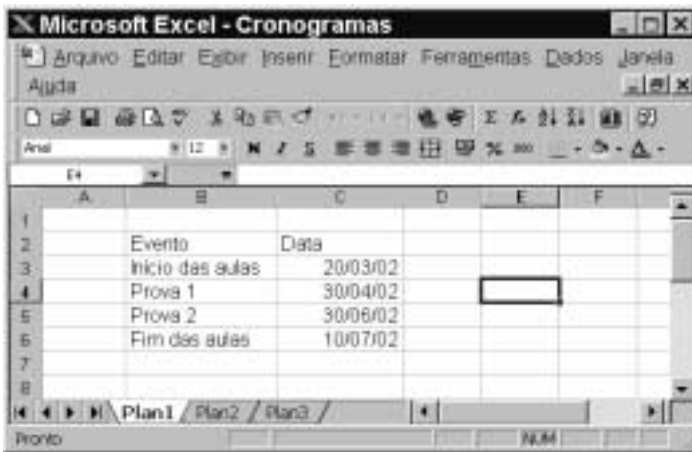 Microsoft Excel - Cronogramas
Arquivo Editar Exibir Inserir Formatar Ferramentas Dados Janela
Ajuda
Arial 12 N I S % 000
E4 =
A B C D E F
1
2 Evento Data
3 Início das aulas 20/03/02
4 Prova 1 30/04/02
5 Prova 2 30/06/02
6 Fim das aulas 10/07/02
7
8
Plan1 Plan2 Plan3
Pronto NUM